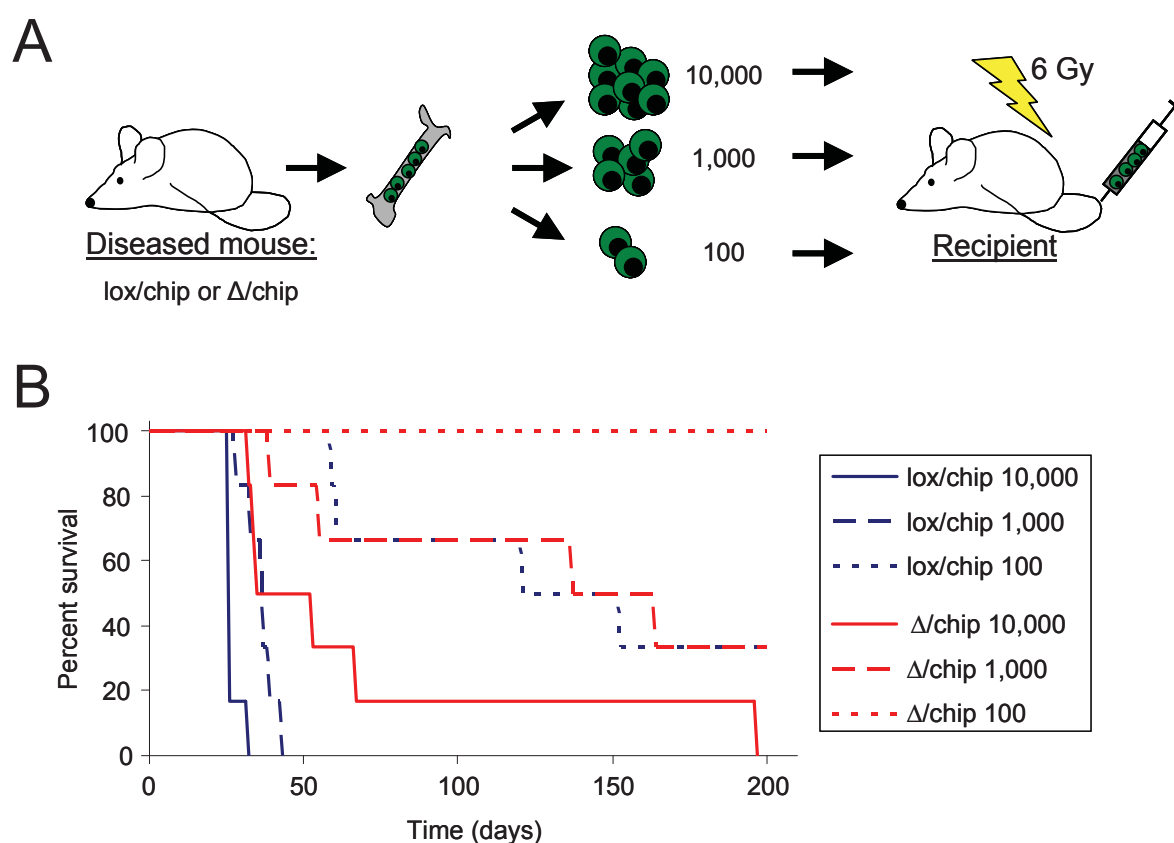 A
10,000
6 Gy
1,000
Diseased mouse:
lox/chip or Δ/chip
100
Recipient
B
Percent survival
100
80
60
40
20
0
0
50
100
150
200
Time (days)
lox/chip 10,000
lox/chip 1,000
lox/chip 100
Δ/chip 10,000
Δ/chip 1,000
Δ/chip 100